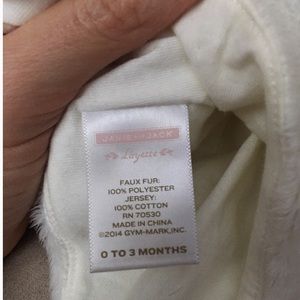 JANIE AND JACK
Layette
FAUX FUR:
100% POLYESTER
JERSEY:
100% COTTON
RN 70530
MADE IN CHINA
©2014 GYM-MARK,INC.
0 TO 3 MONTHS